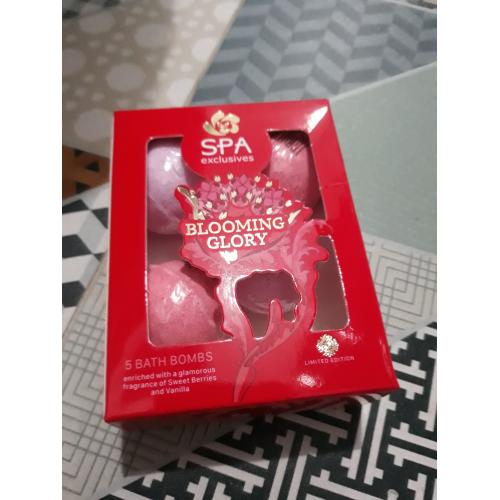 SPA
exclusives
BLOOMING
GLORY
5 BATH BOMBS
enriched with a glamorous
fragrance of Sweet Berries
and Vanilla
LIMITED EDITION